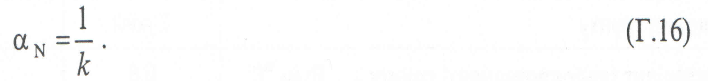 α_N = 1/k . (Г.16)